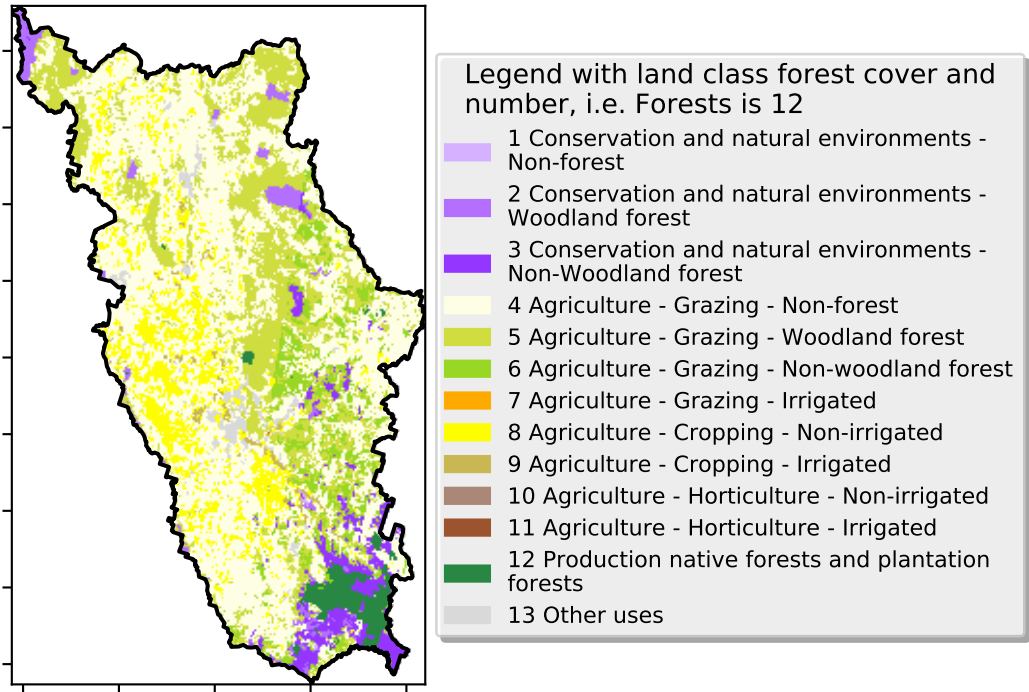 Legend with land class forest cover and
number, i.e. Forests is 12
1 Conservation and natural environments -
Non-forest
2 Conservation and natural environments -
Woodland forest
3 Conservation and natural environments -
Non-Woodland forest
4 Agriculture - Grazing - Non-forest
5 Agriculture - Grazing - Woodland forest
6 Agriculture - Grazing - Non-woodland forest
7 Agriculture - Grazing - Irrigated
8 Agriculture - Cropping - Non-irrigated
9 Agriculture - Cropping - Irrigated
10 Agriculture - Horticulture - Non-irrigated
11 Agriculture - Horticulture - Irrigated
12 Production native forests and plantation
forests
13 Other uses